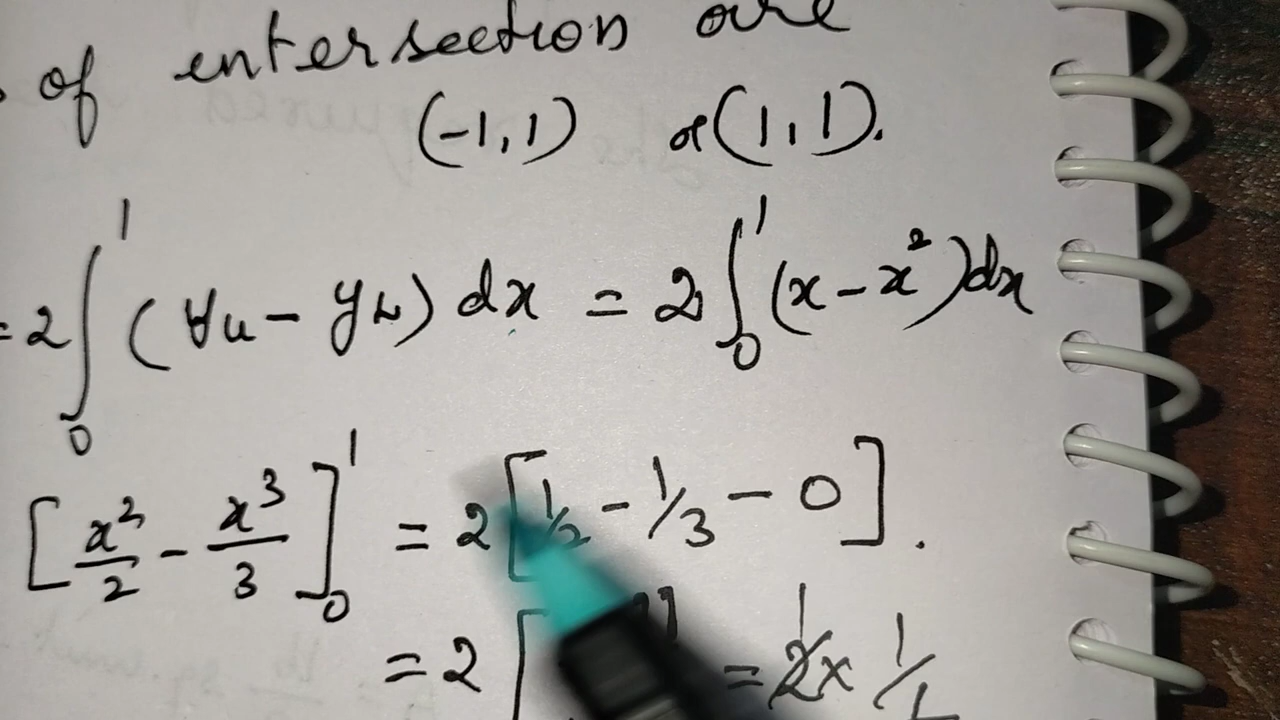 of intersection are
(-1,1) or (1,1).
=2∫₀¹ (yu - yL) dx = 2∫₀¹ (x - x²)dx
[x²/2 - x³/3]₀¹ = 2[1/2 - 1/3 - 0].
= 2[ ] = 2x 1/